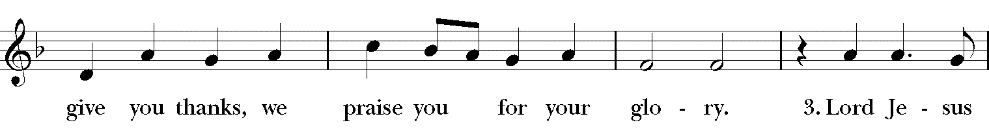 give you thanks, we praise you for your glo - ry. 3. Lord Je - sus